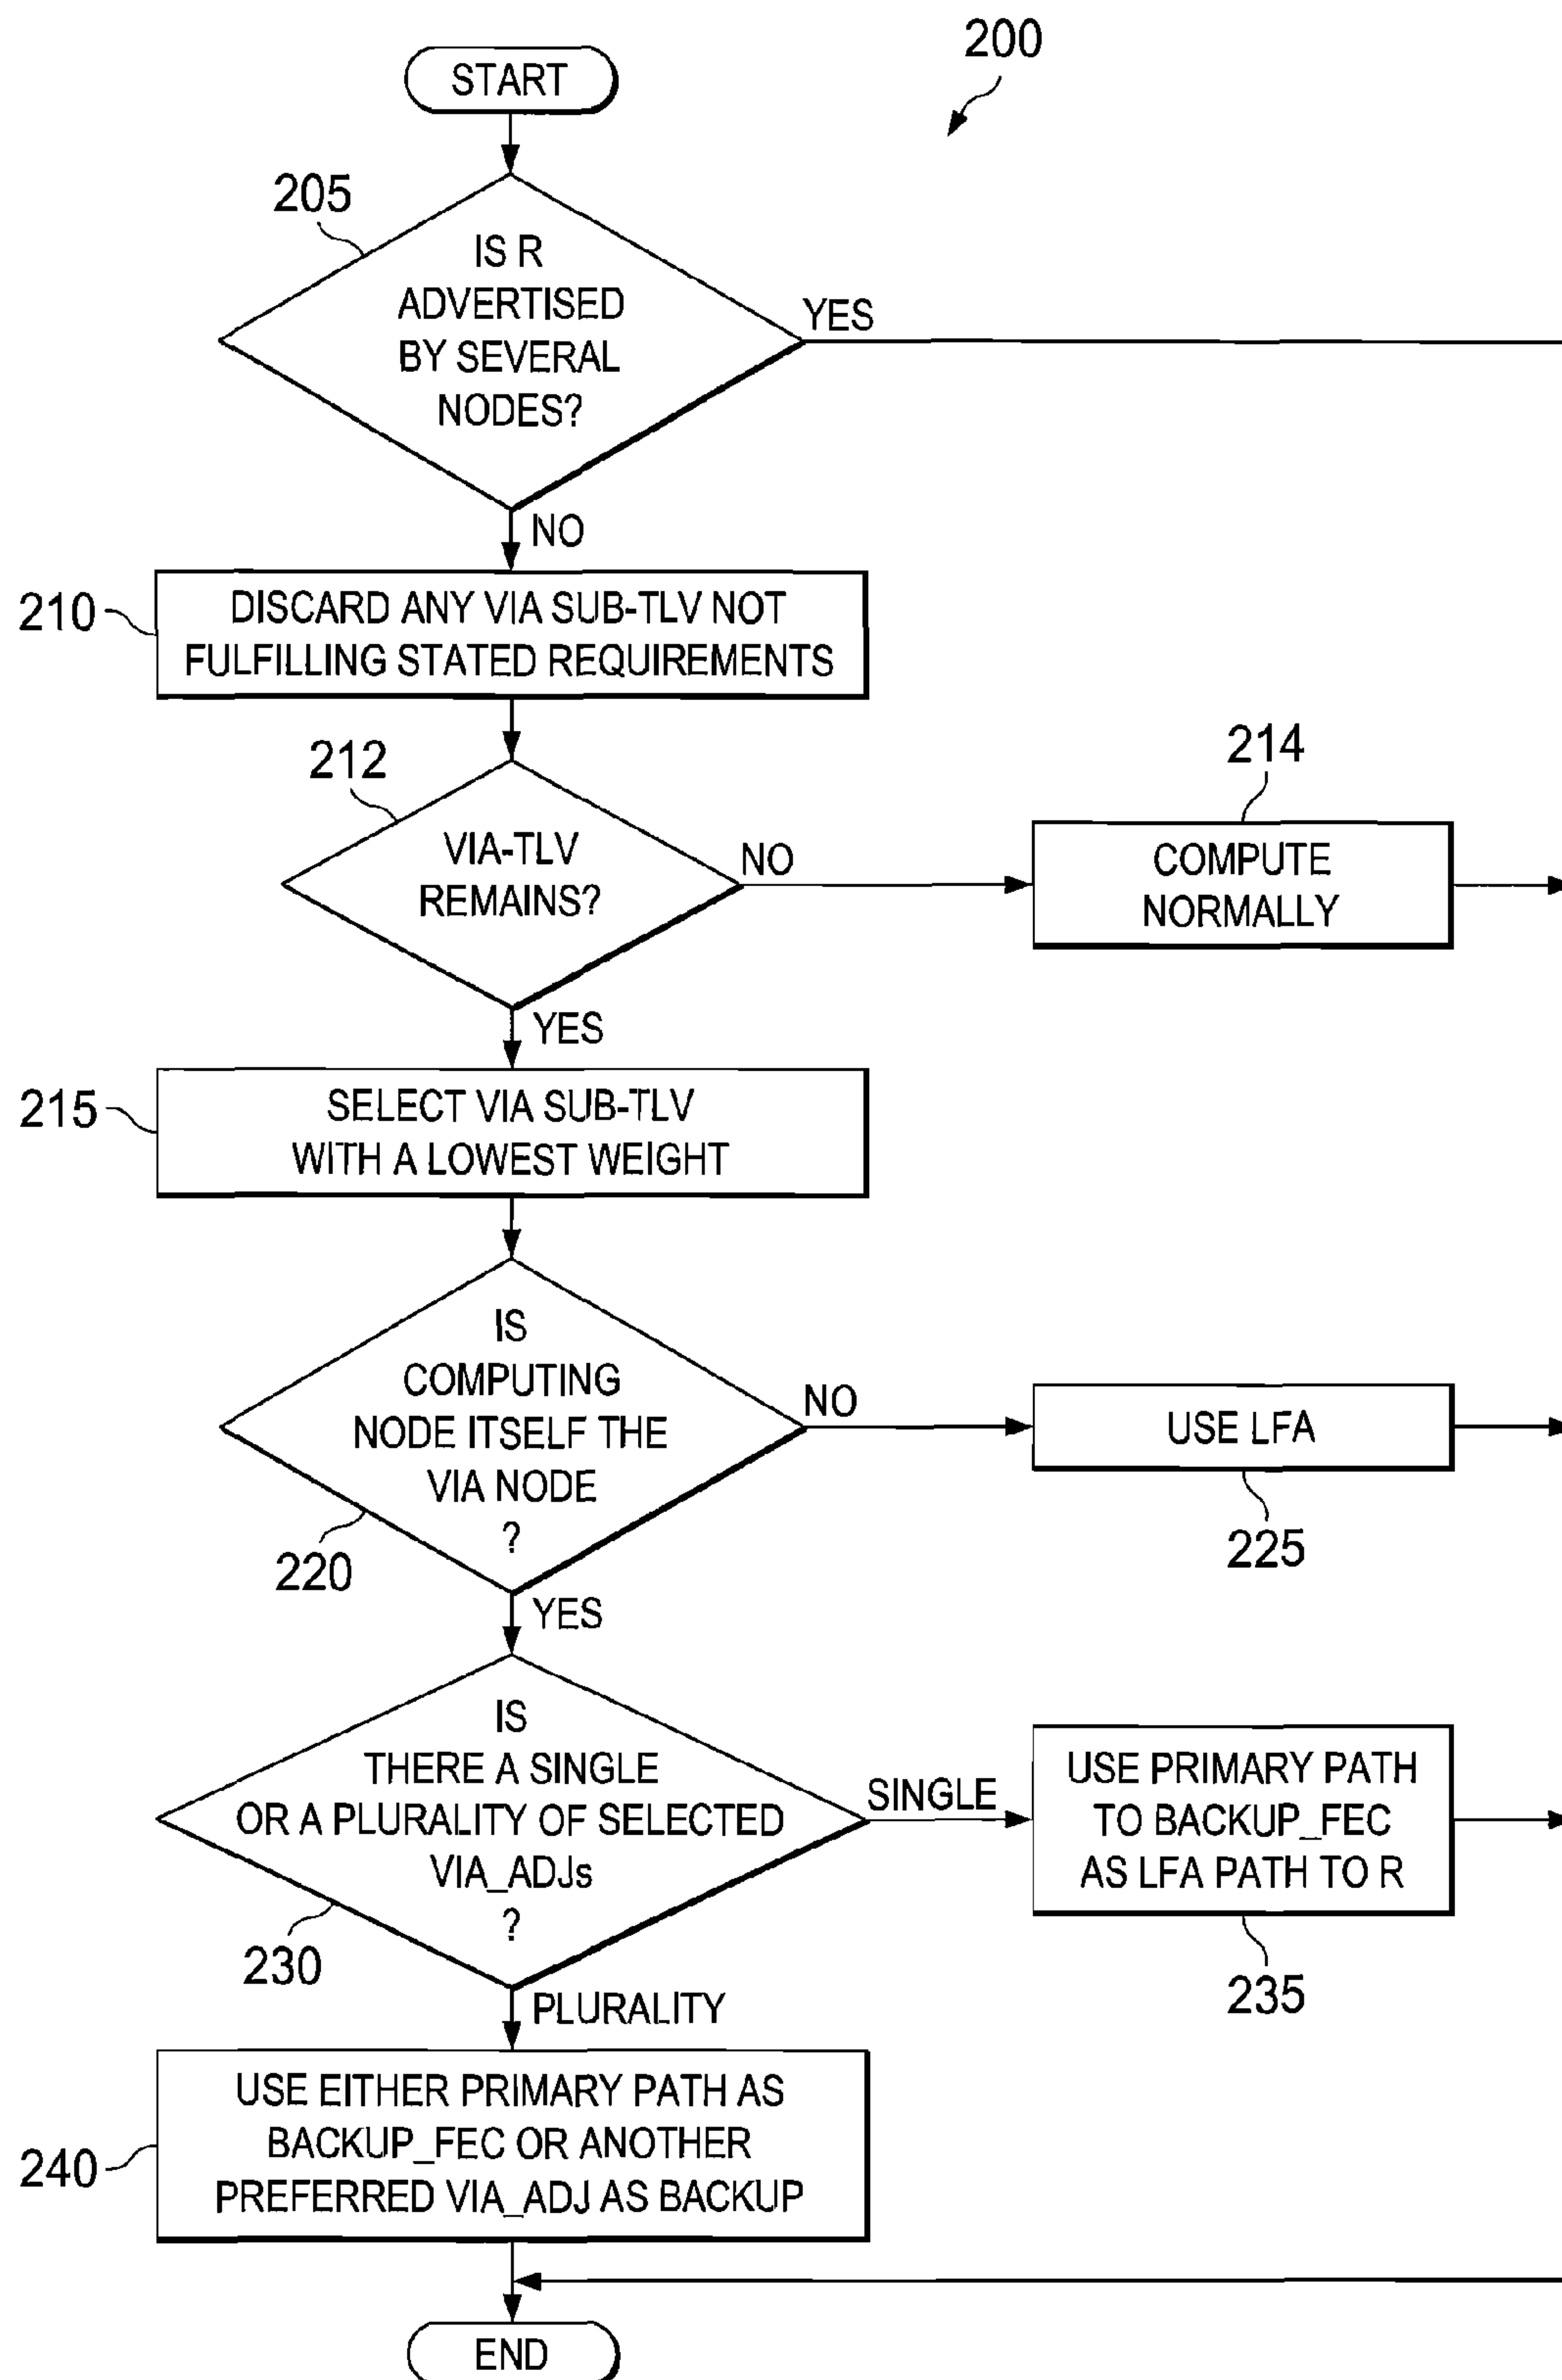 200
START
205
IS R
ADVERTISED
BY SEVERAL
NODES?
YES
NO
210
DISCARD ANY VIA SUB-TLV NOT
FULFILLING STATED REQUIREMENTS
212
VIA-TLV
REMAINS?
NO
214
COMPUTE
NORMALLY
YES
215
SELECT VIA SUB-TLV
WITH A LOWEST WEIGHT
IS
COMPUTING
NODE ITSELF THE
VIA NODE
?
220
NO
USE LFA
225
YES
IS
THERE A SINGLE
OR A PLURALITY OF SELECTED
VIA_ADJs
?
230
SINGLE
USE PRIMARY PATH
TO BACKUP_FEC
AS LFA PATH TO R
235
PLURALITY
240
USE EITHER PRIMARY PATH AS
BACKUP_FEC OR ANOTHER
PREFERRED VIA_ADJ AS BACKUP
END